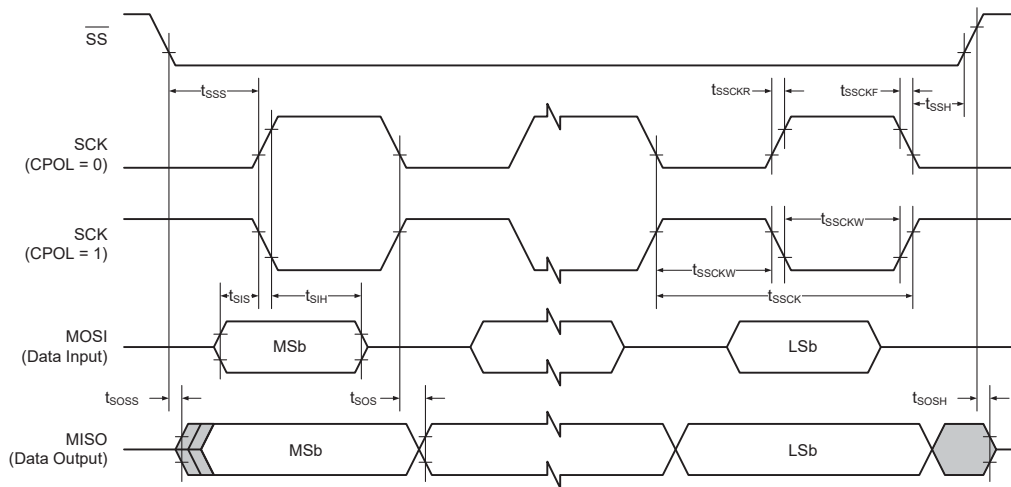 SS
tSSS
tSSCKR
tSSCKF
tSSH
SCK
(CPOL = 0)
SCK
(CPOL = 1)
tSSCKW
tSSCKW
tSSCK
tSIS
tSIH
MOSI
(Data Input)
MSb
LSb
tSOSS
tSOS
tSOSH
MISO
(Data Output)
MSb
LSb